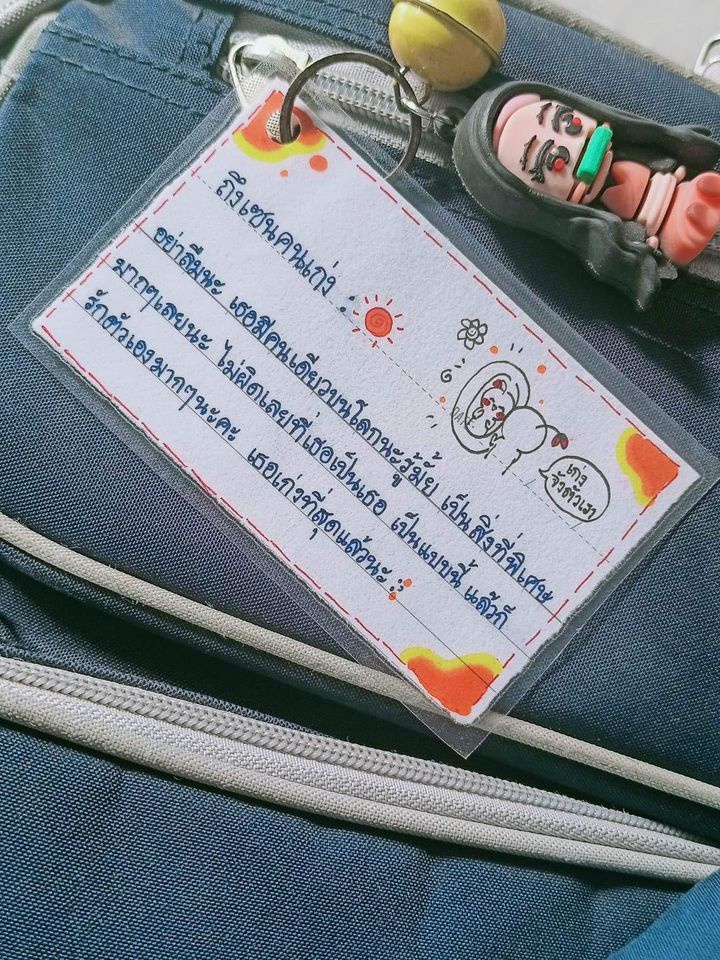 ถึงเซนคนเก่ง
อย่าลืมนะ เธอมีคนเดียวบนโลกนะรู้มั้ย เป็นสิ่งที่พิเศษ
มากๆเลยนะ ไม่ผิดเลยที่เธอเป็นเธอ เป็นแบบนี้ แล้วก็
รักตัวเองมากๆนะคะ เธอเก่งที่สุดแล้วนะ
เก่ง
จังตัวเรา